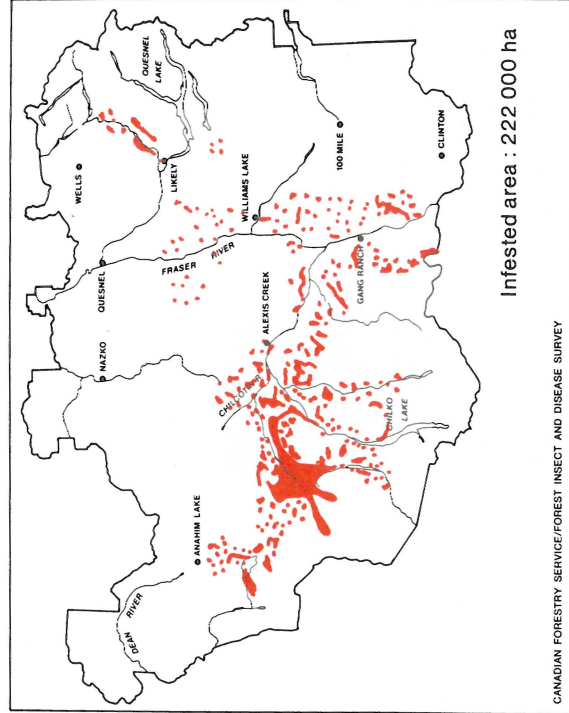 WELLS
QUESNEL
LAKE
QUESNEL
NAZKO
LIKELY
DEAN
RIVER
ANAHIM LAKE
FRASER
RIVER
WILLIAMS LAKE
ALEXIS CREEK
CHILCOTIN R
100 MILE
GANG RANCH
CHILKO
LAKE
CLINTON
Infested area : 222 000 ha
CANADIAN FORESTRY SERVICE/FOREST INSECT AND DISEASE SURVEY